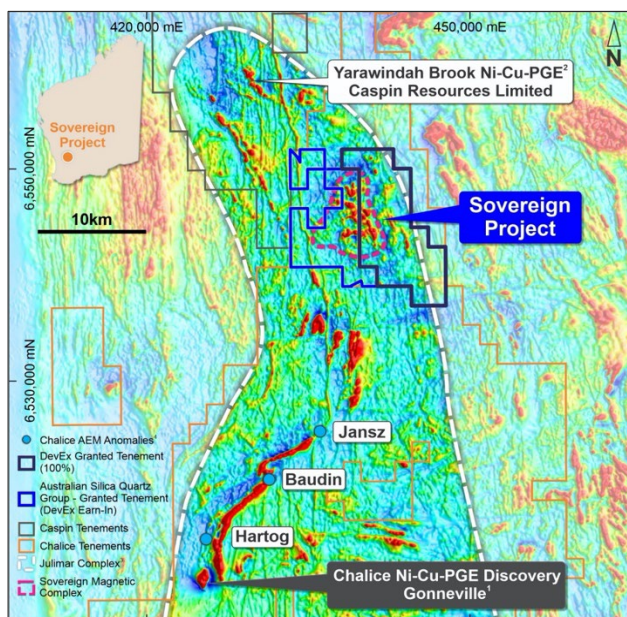 420,000 mE
450,000 mE
N
Yarawindah Brook Ni-Cu-PGE²
Caspin Resources Limited
Sovereign
Project
6,550,000 mN
10km
Sovereign
Project
6,530,000 mN
Jansz
Baudin
Hartog
Chalice AEM Anomalies¹
DevEx Granted Tenement
(100%)
Australian Silica Quartz
Group - Granted Tenement
(DevEx Earn-In)
Caspin Tenements
Chalice Tenements
Julimar Complex
Sovereign Magnetic
Complex
Chalice Ni-Cu-PGE Discovery
Gonneville¹